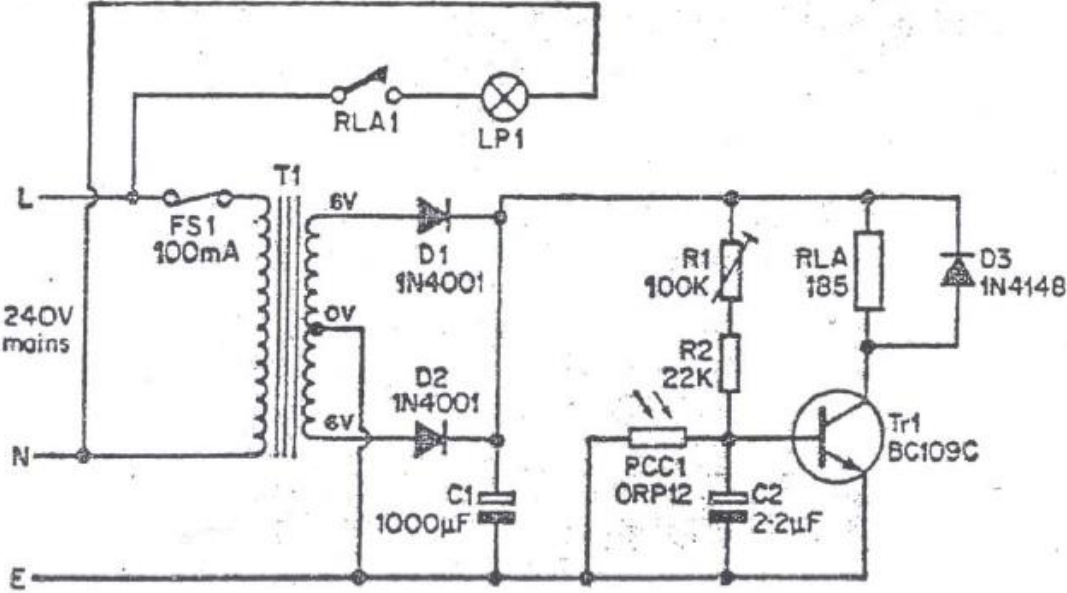 RLA1
LP1
L
FS1
100mA
T1
6V
D1
1N4001
0V
240V
mains
D2
1N4001
6V
N
C1
1000µF
E
R1
100K
R2
22K
RLA
185
D3
1N4148
PCC1
ORP12
C2
2·2µF
Tr1
BC109C